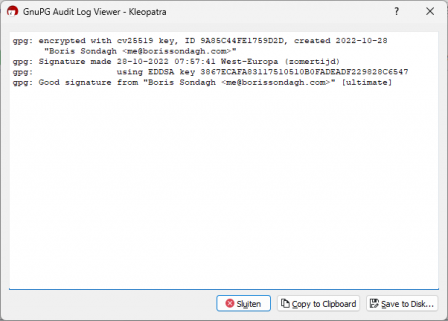 GnuPG Audit Log Viewer - Kleopatra
gpg: encrypted with cv25519 key, ID 9A85C44FE1759D2D, created 2022-10-28
"Boris Sondagh <me@borissondagh.com>"
gpg: Signature made 28-10-2022 07:57:41 West-Europa (zomertijd)
gpg: using EDDSA key 3867ECAFA83117510510B0FADEADF229828C6547
gpg: Good signature from "Boris Sondagh <me@borissondagh.com>" [ultimate]
Sluiten Copy to Clipboard Save to Disk...